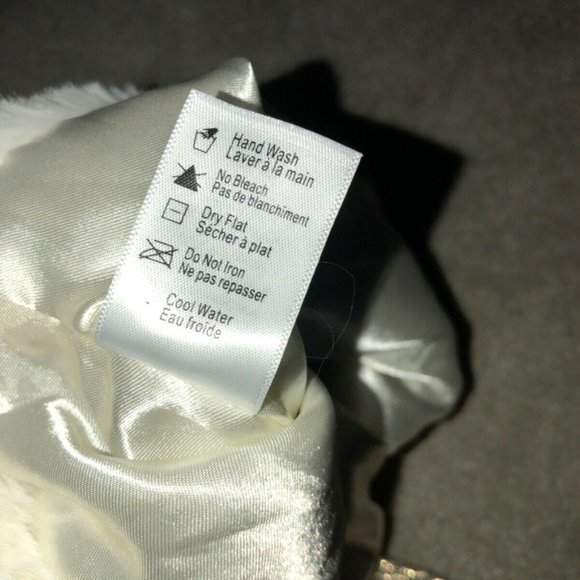 Hand Wash
Laver à la main
No Bleach
Pas de blanchiment
Dry Flat
Sécher à plat
Do Not Iron
Ne pas repasser
Cool Water
Eau froide